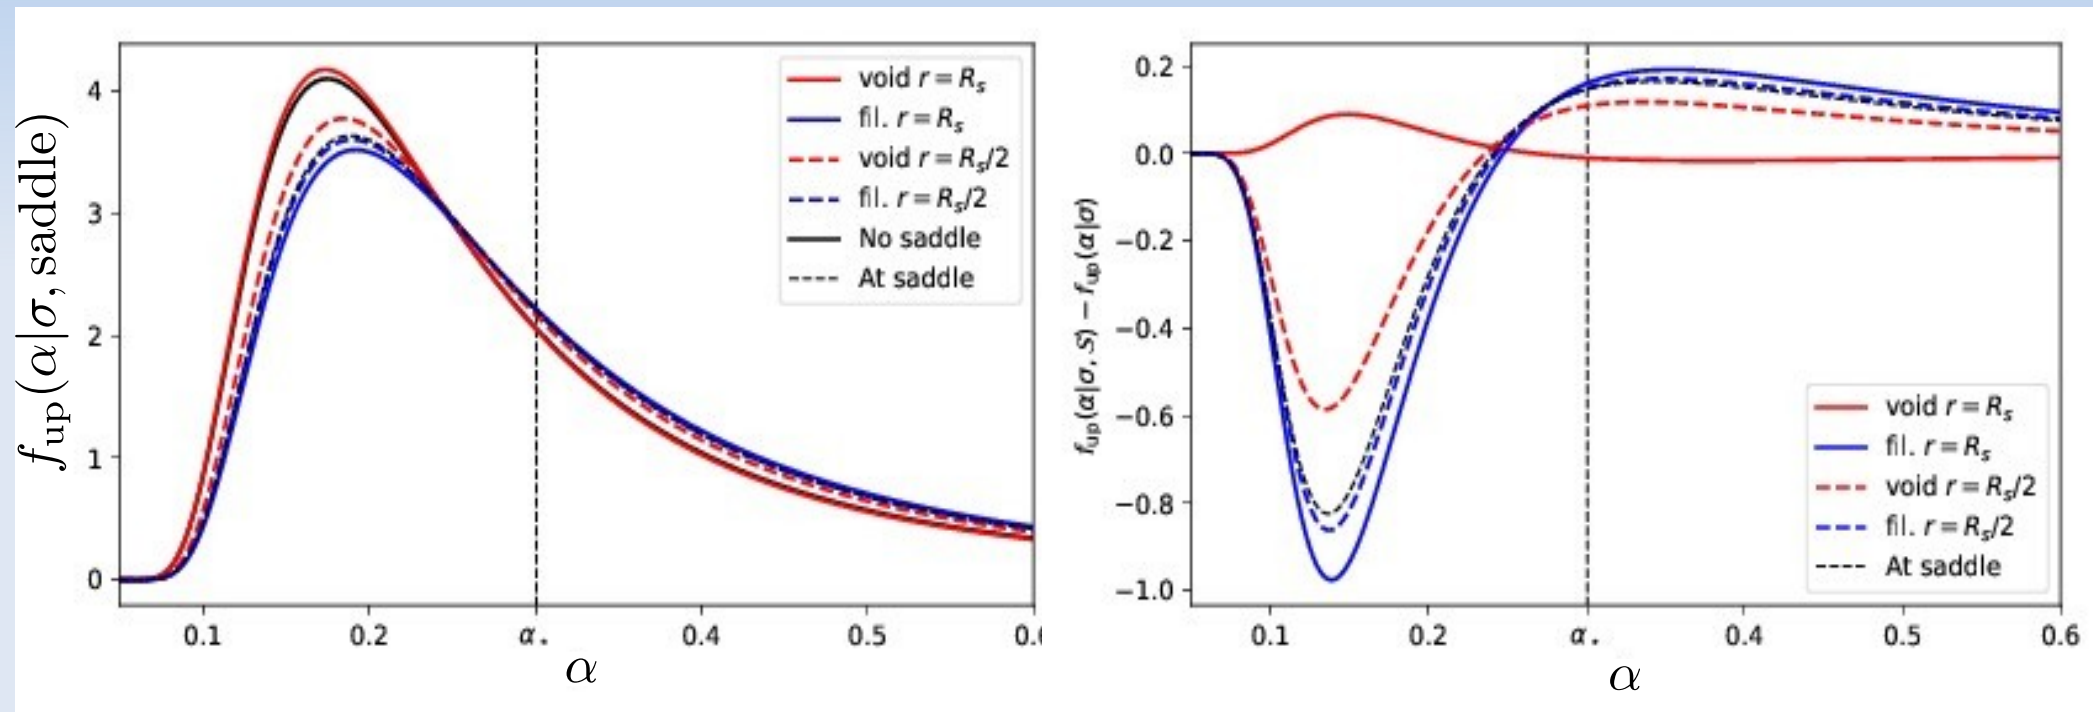 f_up(α|σ, saddle)
4
3
2
1
0
void r = R_s
fil. r = R_s
void r = R_s/2
fil. r = R_s/2
No saddle
At saddle
0.1 0.2 α. 0.4 0.5 0.
α
f_up(α|σ, S) − f_up(α|σ)
0.2
0.0
−0.2
−0.4
−0.6
−0.8
−1.0
void r = R_s
fil. r = R_s
void r = R_s/2
fil. r = R_s/2
At saddle
0.1 0.2 α. 0.4 0.5 0.6
α